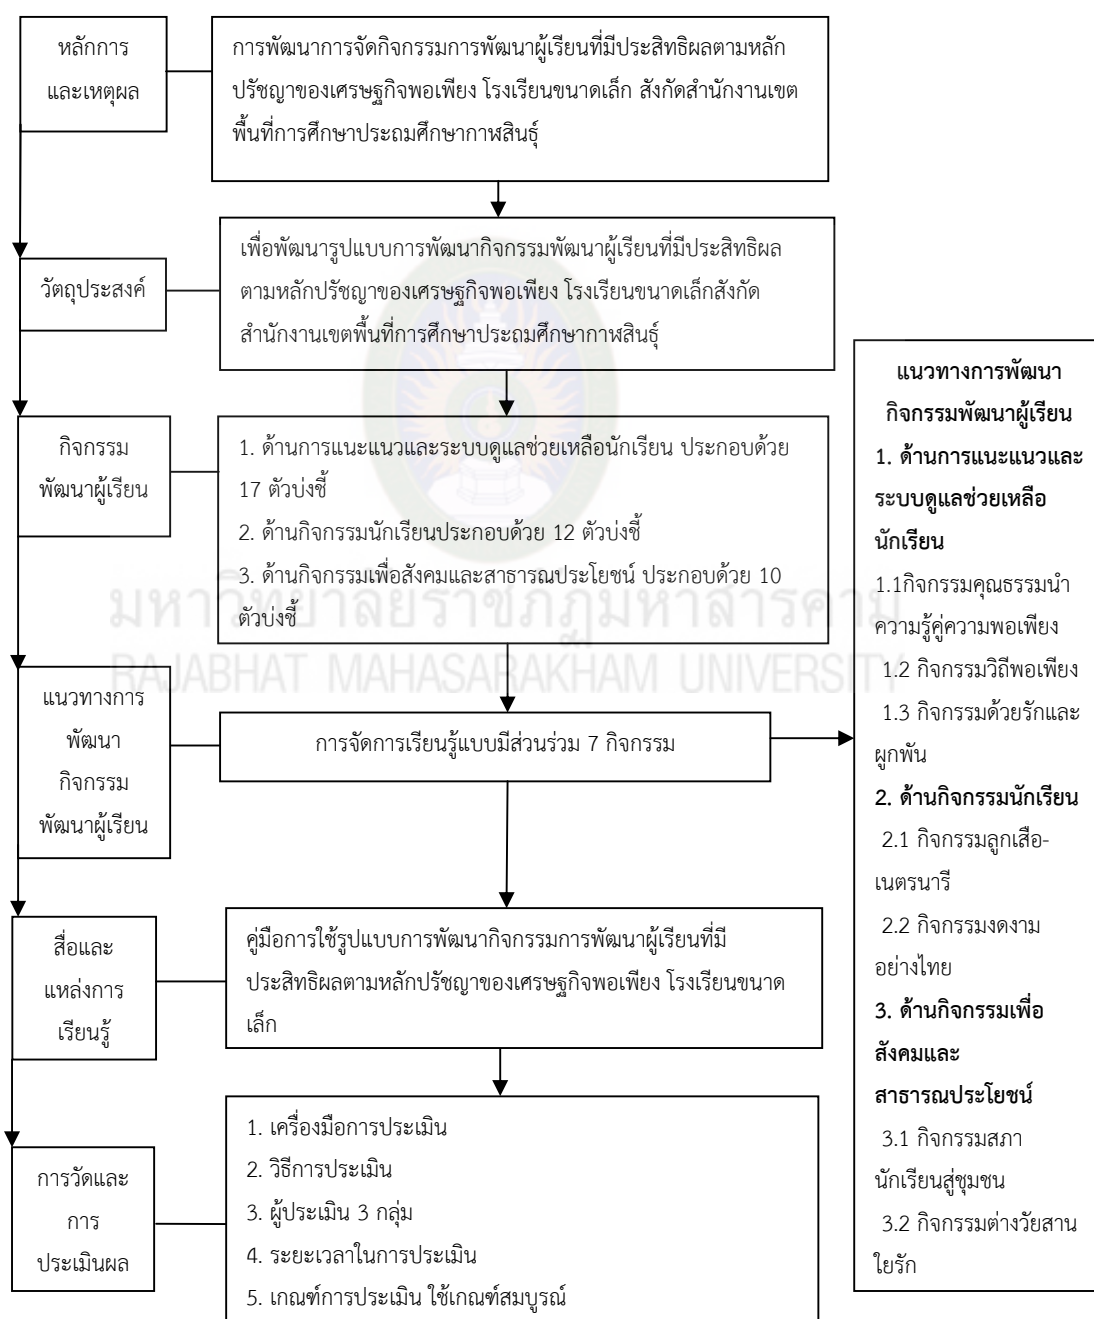 หลักการ
และเหตุผล
การพัฒนาการจัดกิจกรรมการพัฒนาผู้เรียนที่มีประสิทธิผลตามหลัก
ปรัชญาของเศรษฐกิจพอเพียง โรงเรียนขนาดเล็ก สังกัดสำนักงานเขต
พื้นที่การศึกษาประถมศึกษากาฬสินธุ์
วัตถุประสงค์
เพื่อพัฒนารูปแบบการพัฒนากิจกรรมพัฒนาผู้เรียนที่มีประสิทธิผล
ตามหลักปรัชญาของเศรษฐกิจพอเพียง โรงเรียนขนาดเล็กสังกัด
สำนักงานเขตพื้นที่การศึกษาประถมศึกษากาฬสินธุ์
กิจกรรม
พัฒนาผู้เรียน
1. ด้านการแนะแนวและระบบดูแลช่วยเหลือนักเรียน ประกอบด้วย
17 ตัวบ่งชี้
2. ด้านกิจกรรมนักเรียนประกอบด้วย 12 ตัวบ่งชี้
3. ด้านกิจกรรมเพื่อสังคมและสาธารณประโยชน์ ประกอบด้วย 10
ตัวบ่งชี้
มหาวิทยาลัยราชภัฏมหาสารคาม
RAJABHAT MAHASARAKHAM UNIVERSITY
แนวทางการ
พัฒนา
กิจกรรม
พัฒนาผู้เรียน
การจัดการเรียนรู้แบบมีส่วนร่วม 7 กิจกรรม
สื่อและ
แหล่งการ
เรียนรู้
คู่มือการใช้รูปแบบการพัฒนากิจกรรมการพัฒนาผู้เรียนที่มี
ประสิทธิผลตามหลักปรัชญาของเศรษฐกิจพอเพียง โรงเรียนขนาด
เล็ก
การวัดและ
การ
ประเมินผล
1. เครื่องมือการประเมิน
2. วิธีการประเมิน
3. ผู้ประเมิน 3 กลุ่ม
4. ระยะเวลาในการประเมิน
5. เกณฑ์การประเมิน ใช้เกณฑ์สมบูรณ์
แนวทางการพัฒนา
กิจกรรมพัฒนาผู้เรียน
1. ด้านการแนะแนวและ
ระบบดูแลช่วยเหลือ
นักเรียน
1.1กิจกรรมคุณธรรมนำ
ความรู้คู่ความพอเพียง
1.2 กิจกรรมวิถีพอเพียง
1.3 กิจกรรมด้วยรักและ
ผูกพัน
2. ด้านกิจกรรมนักเรียน
2.1 กิจกรรมลูกเสือ-
เนตรนารี
2.2 กิจกรรมงดงาม
อย่างไทย
3. ด้านกิจกรรมเพื่อ
สังคมและ
สาธารณประโยชน์
3.1 กิจกรรมสภา
นักเรียนสู่ชุมชน
3.2 กิจกรรมต่างวัยสาน
ใยรัก